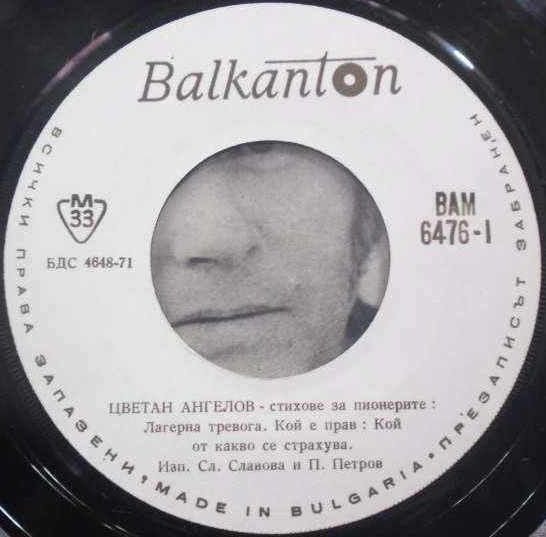 Balkanton
М
33
БДС 4648-71
ВАМ
6476-I
ЦВЕТАН АНГЕЛОВ - стихове за пионерите :
Лагерна тревога. Кой е прав : Кой
от какво се страхува.
Изп. Сл. Славова и П. Петров
ВСИЧКИ ПРАВА ЗАПАЗЕНИ, MADE IN BULGARIA • ПРЕЗАПИСЪТ ЗАБРАНЕН